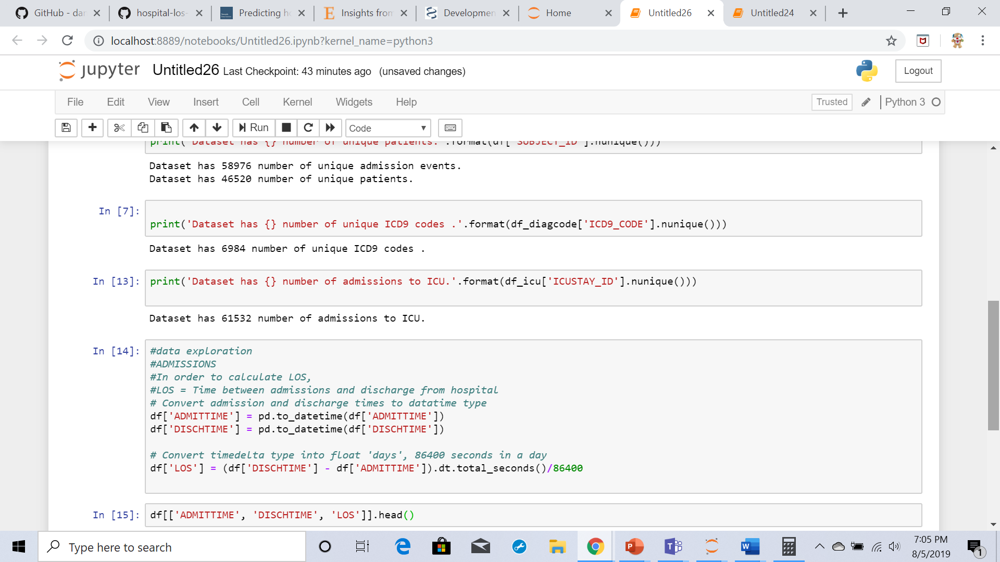 GitHub - dar
hospital-los-
Predicting ho
Insights from
Developmen
Home
Untitled26
Untitled24
localhost:8889/notebooks/Untitled26.ipynb?kernel_name=python3
jupyter Untitled26 Last Checkpoint: 43 minutes ago (unsaved changes)
Logout
File Edit View Insert Cell Kernel Widgets Help
Trusted
Python 3
Run
Code
print('Dataset has {} number of unique patients.'.format(df['SUBJECT_ID'].nunique()))
Dataset has 58976 number of unique admission events.
Dataset has 46520 number of unique patients.
In [7]:
print('Dataset has {} number of unique ICD9 codes .'.format(df_diagcode['ICD9_CODE'].nunique()))
Dataset has 6984 number of unique ICD9 codes .
In [13]: print('Dataset has {} number of admissions to ICU.'.format(df_icu['ICUSTAY_ID'].nunique()))
Dataset has 61532 number of admissions to ICU.
In [14]: #data exploration
#ADMISSIONS
#In order to calculate LOS,
#LOS = Time between admissions and discharge from hospital
# Convert admission and discharge times to datatime type
df['ADMITTIME'] = pd.to_datetime(df['ADMITTIME'])
df['DISCHTIME'] = pd.to_datetime(df['DISCHTIME'])
# Convert timedelta type into float 'days', 86400 seconds in a day
df['LOS'] = (df['DISCHTIME'] - df['ADMITTIME']).dt.total_seconds()/86400
In [15]: df[['ADMITTIME', 'DISCHTIME', 'LOS']].head()
Type here to search
7:05 PM
8/5/2019
1